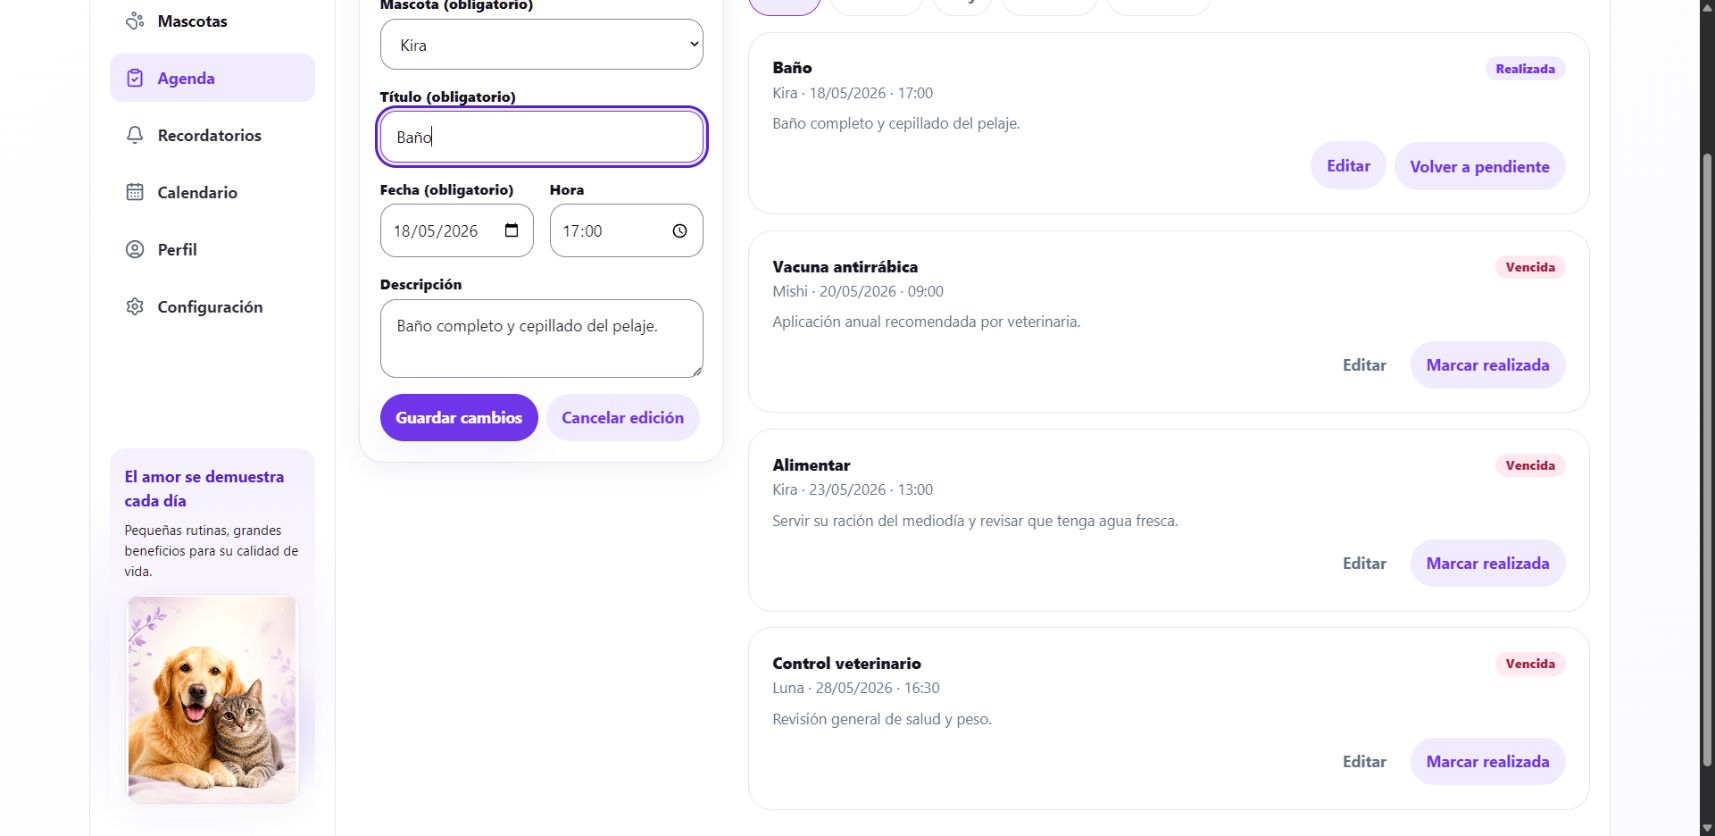 Mascotas
Agenda
Recordatorios
Calendario
Perfil
Configuración
El amor se demuestra
cada día
Pequeñas rutinas, grandes
beneficios para su calidad de
vida.
Mascota (obligatorio)
Kira
Título (obligatorio)
Baño
Fecha (obligatorio) Hora
18/05/2026 17:00
Descripción
Baño completo y cepillado del pelaje.
Guardar cambios Cancelar edición
Baño Realizada
Kira · 18/05/2026 · 17:00
Baño completo y cepillado del pelaje.
Editar Volver a pendiente
Vacuna antirrábica Vencida
Mishi · 20/05/2026 · 09:00
Aplicación anual recomendada por veterinaria.
Editar Marcar realizada
Alimentar Vencida
Kira · 23/05/2026 · 13:00
Servir su ración del mediodía y revisar que tenga agua fresca.
Editar Marcar realizada
Control veterinario Vencida
Luna · 28/05/2026 · 16:30
Revisión general de salud y peso.
Editar Marcar realizada